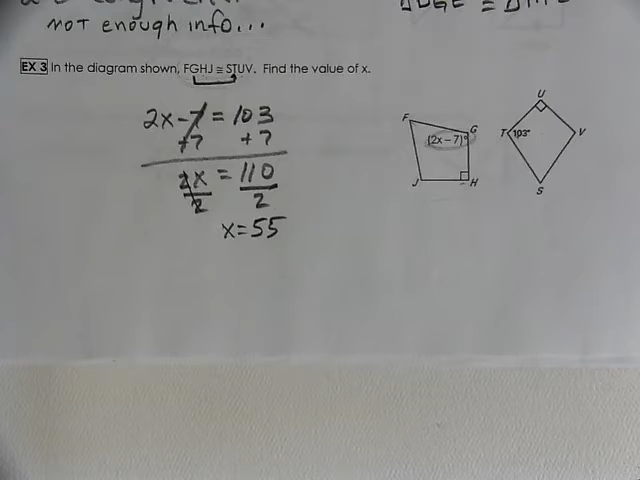 not enough info...
EX 3 In the diagram shown, FGHJ ≅ STUV. Find the value of x.
2x-7 = 103
+7 +7
2x = 110
2 2
x=55
F
G
(2x – 7)°
J
H
U
T
103°
V
S